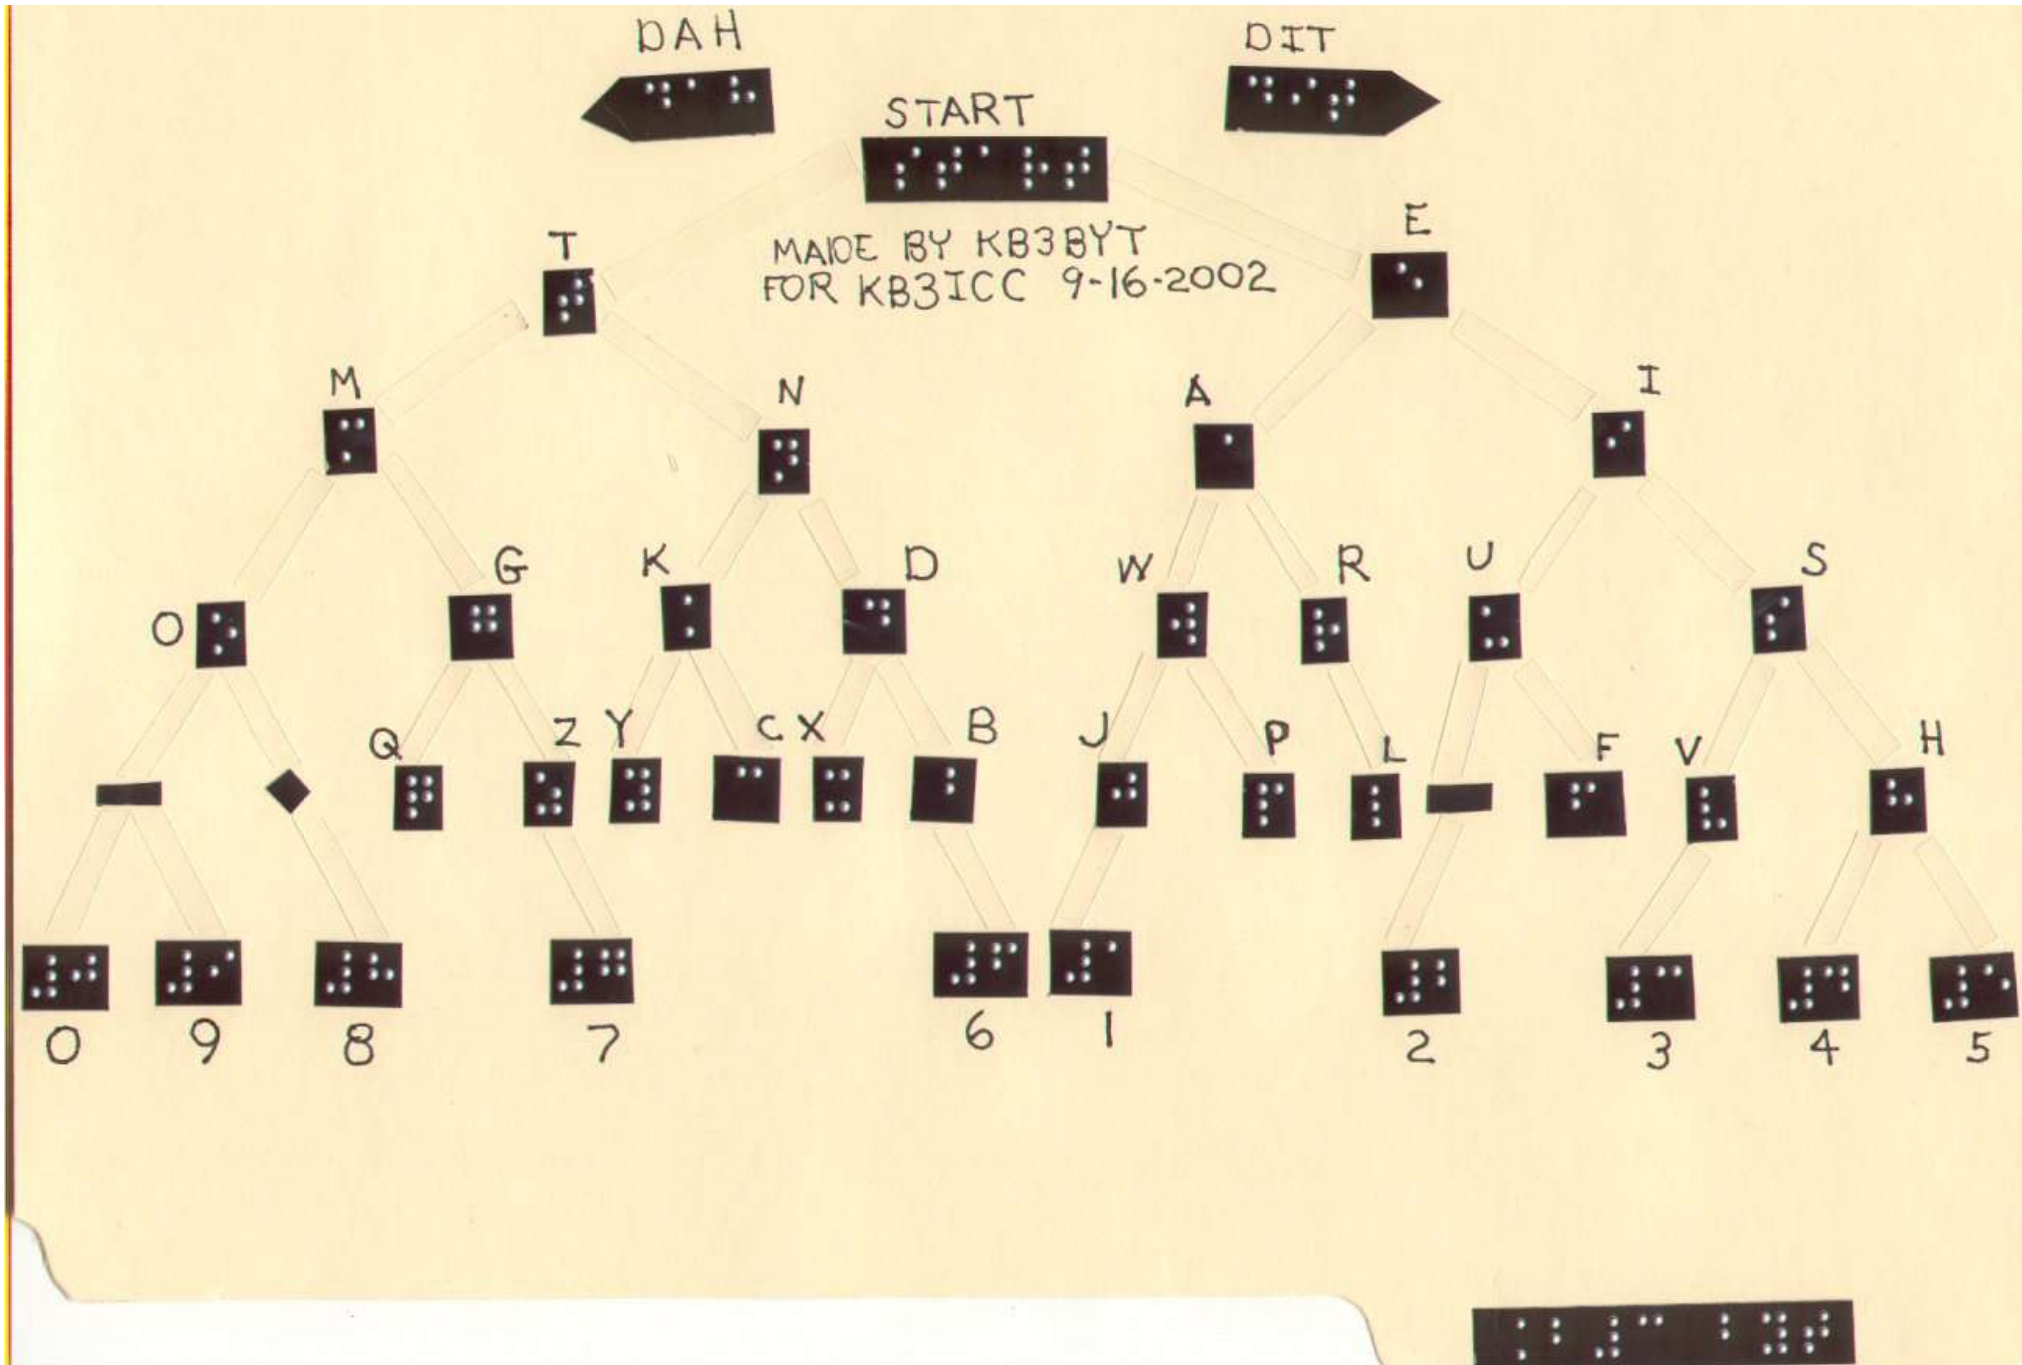 DAH DIT
START
MADE BY KB3BYT
FOR KB3ICC 9-16-2002
T E
M N A I
O G K D W R U S
Q Z Y C X B J P L F V H
0 9 8 7 6 1 2 3 4 5